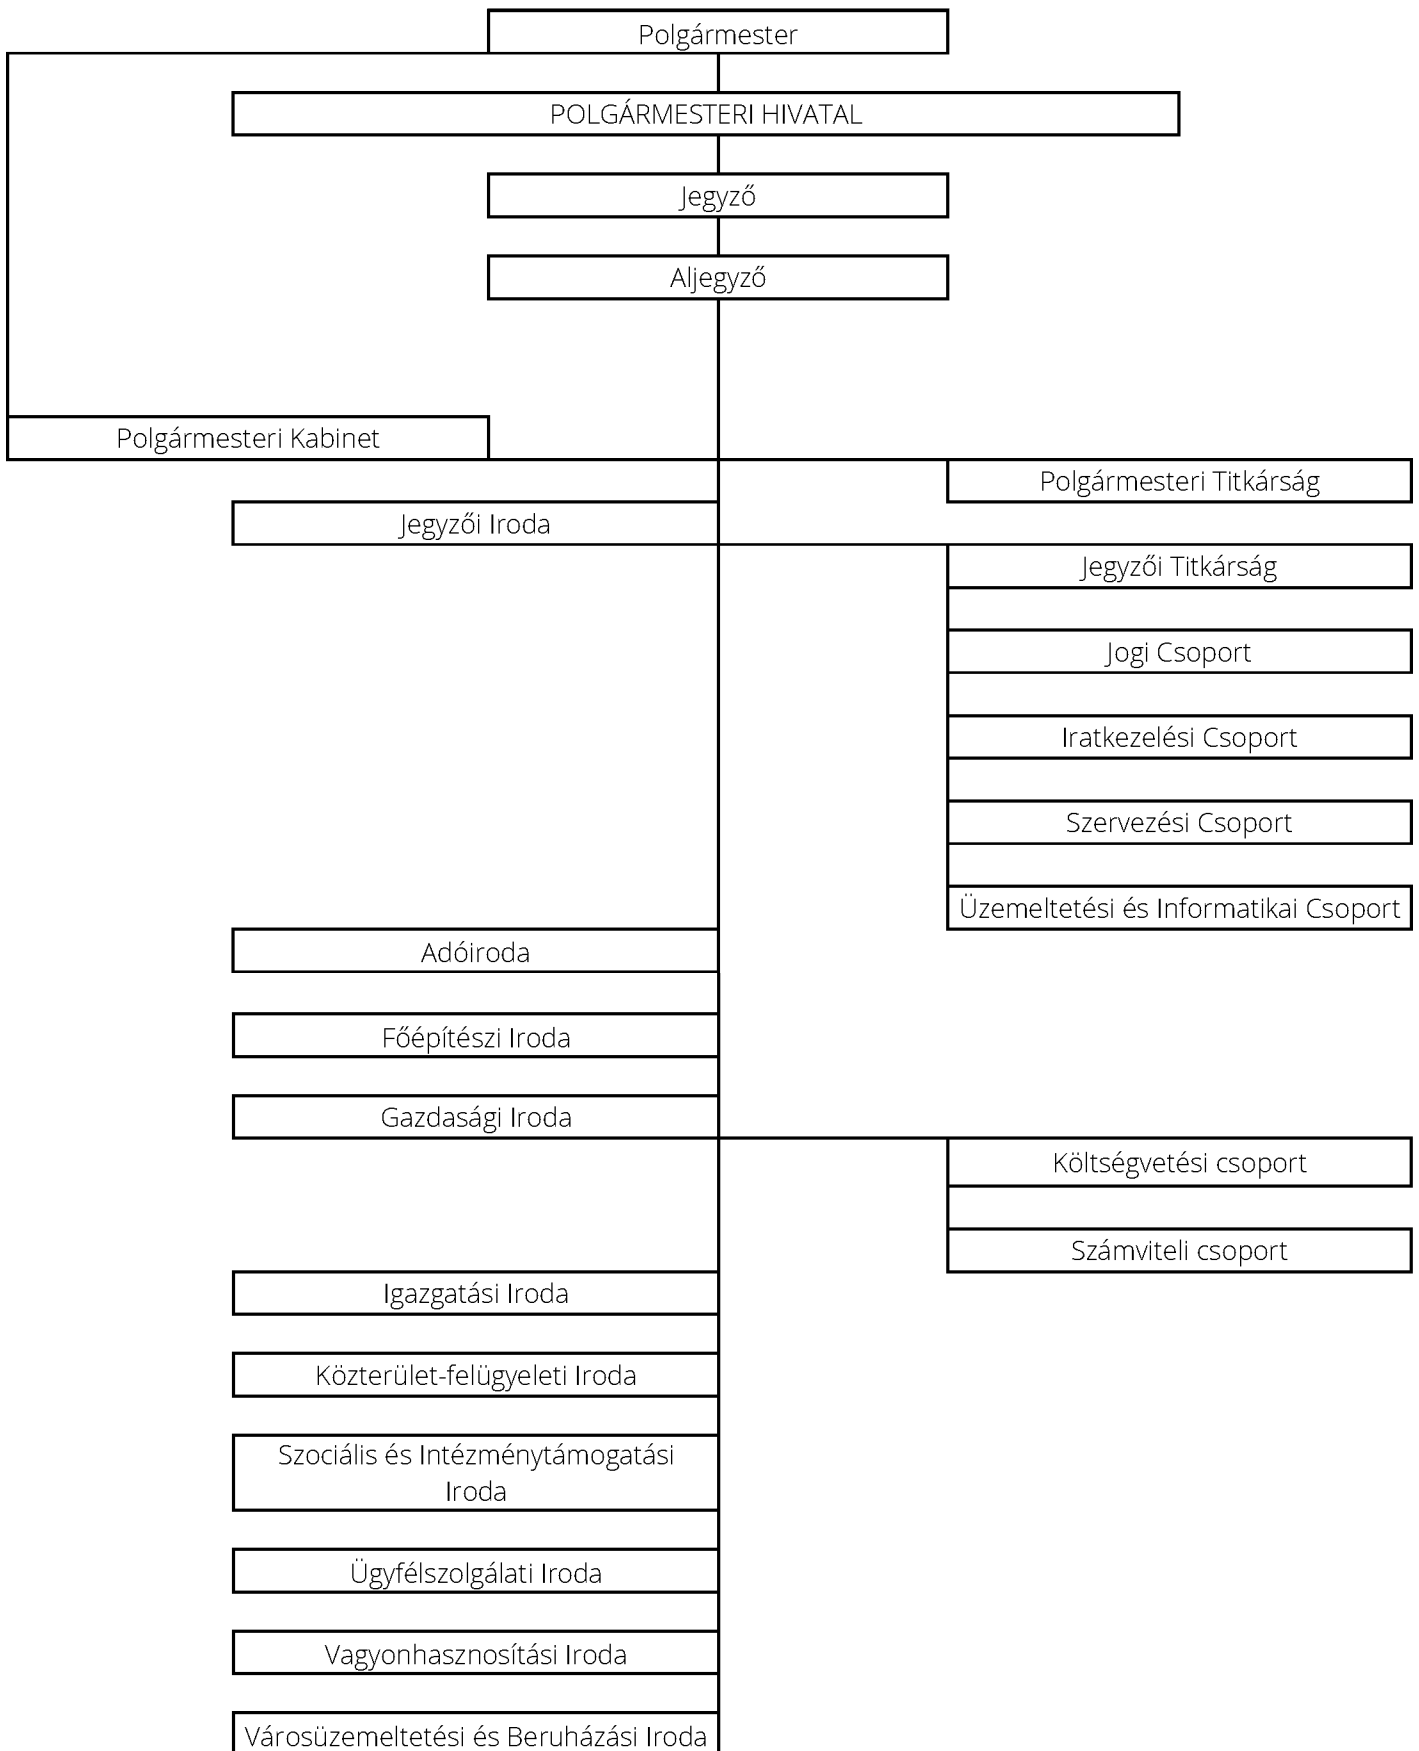 Polgármester
POLGÁRMESTERI HIVATAL
Jegyző
Aljegyző
Polgármesteri Kabinet
Polgármesteri Titkárság
Jegyzői Iroda
Jegyzői Titkárság
Jogi Csoport
Iratkezelési Csoport
Szervezési Csoport
Üzemeltetési és Informatikai Csoport
Adóiroda
Főépítészi Iroda
Gazdasági Iroda
Költségvetési csoport
Számviteli csoport
Igazgatási Iroda
Közterület-felügyeleti Iroda
Szociális és Intézménytámogatási
Iroda
Ügyfélszolgálati Iroda
Vagyonhasznosítási Iroda
Városüzemeltetési és Beruházási Iroda